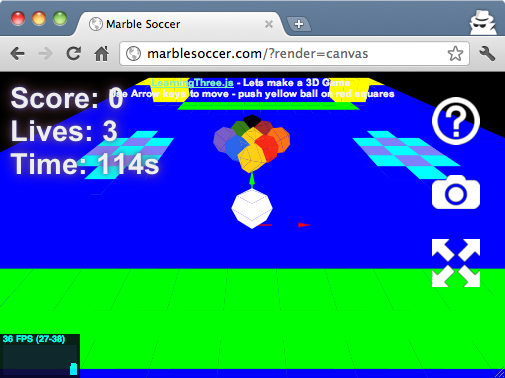 Marble Soccer
marblesoccer.com/?render=canvas
LearningThree.js - Lets make a 3D Game
Use Arrow keys to move - push yellow ball on red squares
Score: 0
Lives: 3
Time: 114s
?
36 FPS (27-38)